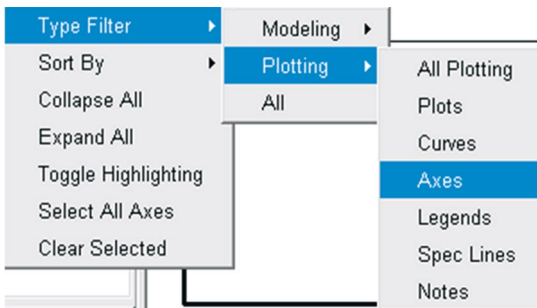 Type Filter
Sort By
Collapse All
Expand All
Toggle Highlighting
Select All Axes
Clear Selected
Modeling
Plotting
All
All Plotting
Plots
Curves
Axes
Legends
Spec Lines
Notes